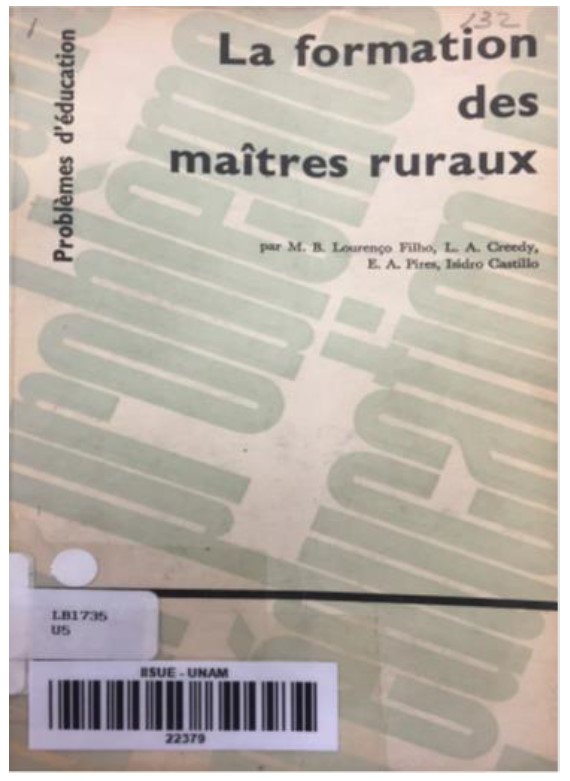 132
La formation
des
maîtres ruraux
Problèmes d'éducation
par M. B. Lourenço Filho, L. A. Creedy,
E. A. Pires, Isidro Castillo
LB1735
U5
IISUE - UNAM
22379